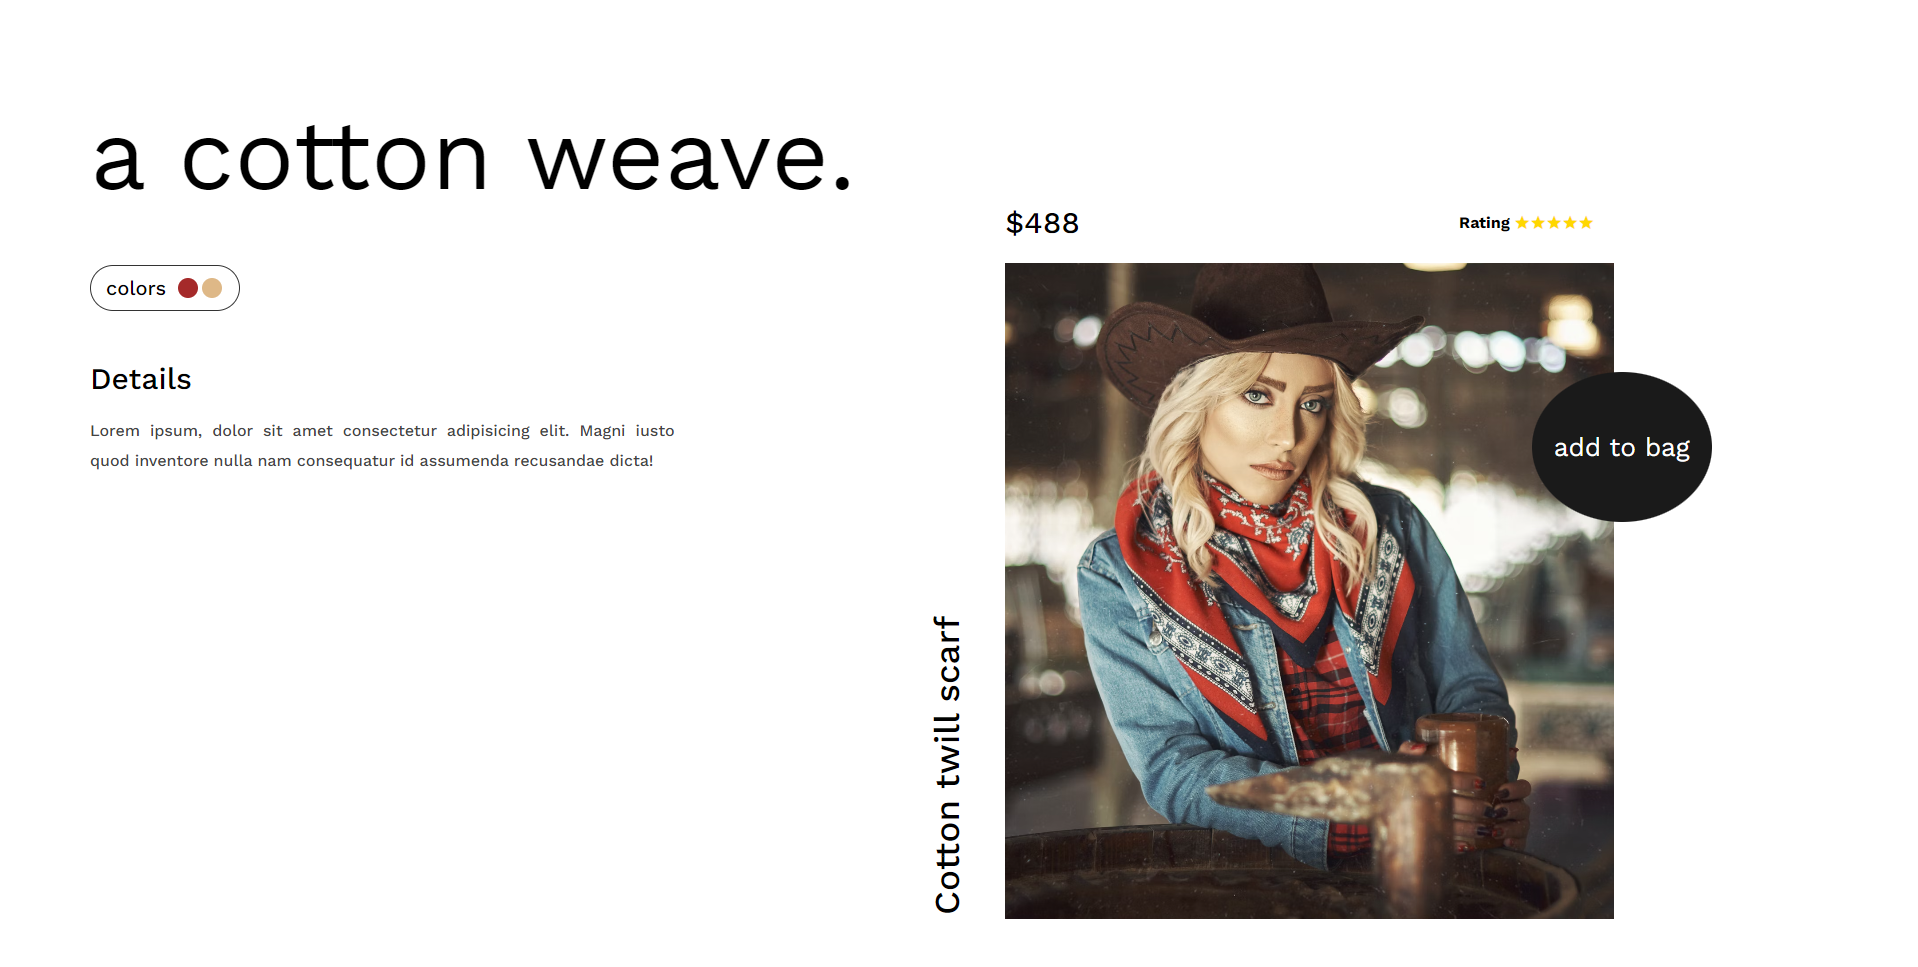 a cotton weave.
colors
Details
Lorem ipsum, dolor sit amet consectetur adipisicing elit. Magni iusto
quod inventore nulla nam consequatur id assumenda recusandae dicta!
$488
Rating ★★★★★
add to bag
Cotton twill scarf